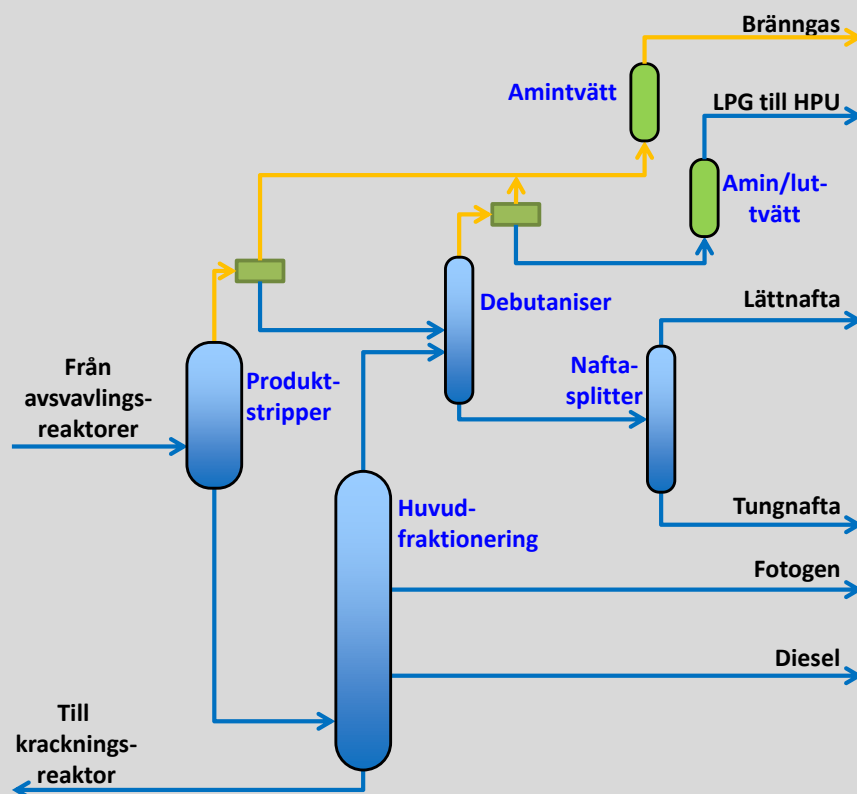 Bränngas
Amintvätt
LPG till HPU
Amin/lut-
tvätt
Debutaniser
Lättnafta
Nafta-
splitter
Från
avsvavlings-
reaktorer
Produkt-
stripper
Tungnafta
Huvud-
fraktionering
Fotogen
Diesel
Till
kracknings-
reaktor